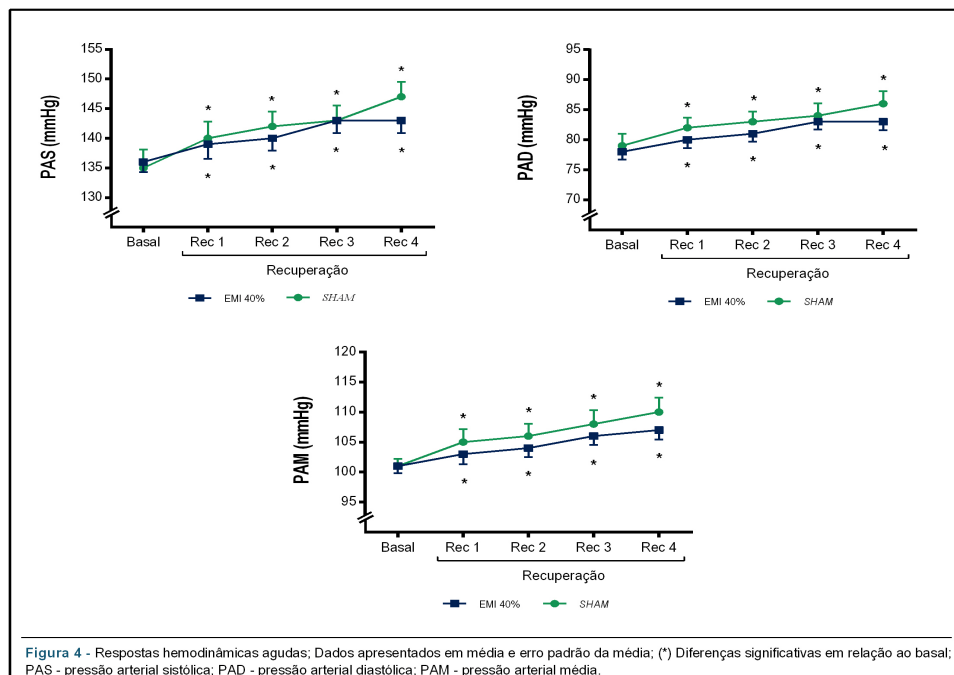 155
150
145
140
135
130
PAS (mmHg)
* * * *
* * * *
Basal Rec 1 Rec 2 Rec 3 Rec 4
Recuperação
EMI 40% SHAM
95
90
85
80
75
70
PAD (mmHg)
* * * *
* * * *
Basal Rec 1 Rec 2 Rec 3 Rec 4
Recuperação
EMI 40% SHAM
120
115
110
105
100
95
PAM (mmHg)
* * * *
* * * *
Basal Rec 1 Rec 2 Rec 3 Rec 4
Recuperação
EMI 40% SHAM
Figura 4 - Respostas hemodinâmicas agudas; Dados apresentados em média e erro padrão da média; (*) Diferenças significativas em relação ao basal;
PAS - pressão arterial sistólica; PAD - pressão arterial diastólica; PAM - pressão arterial média.